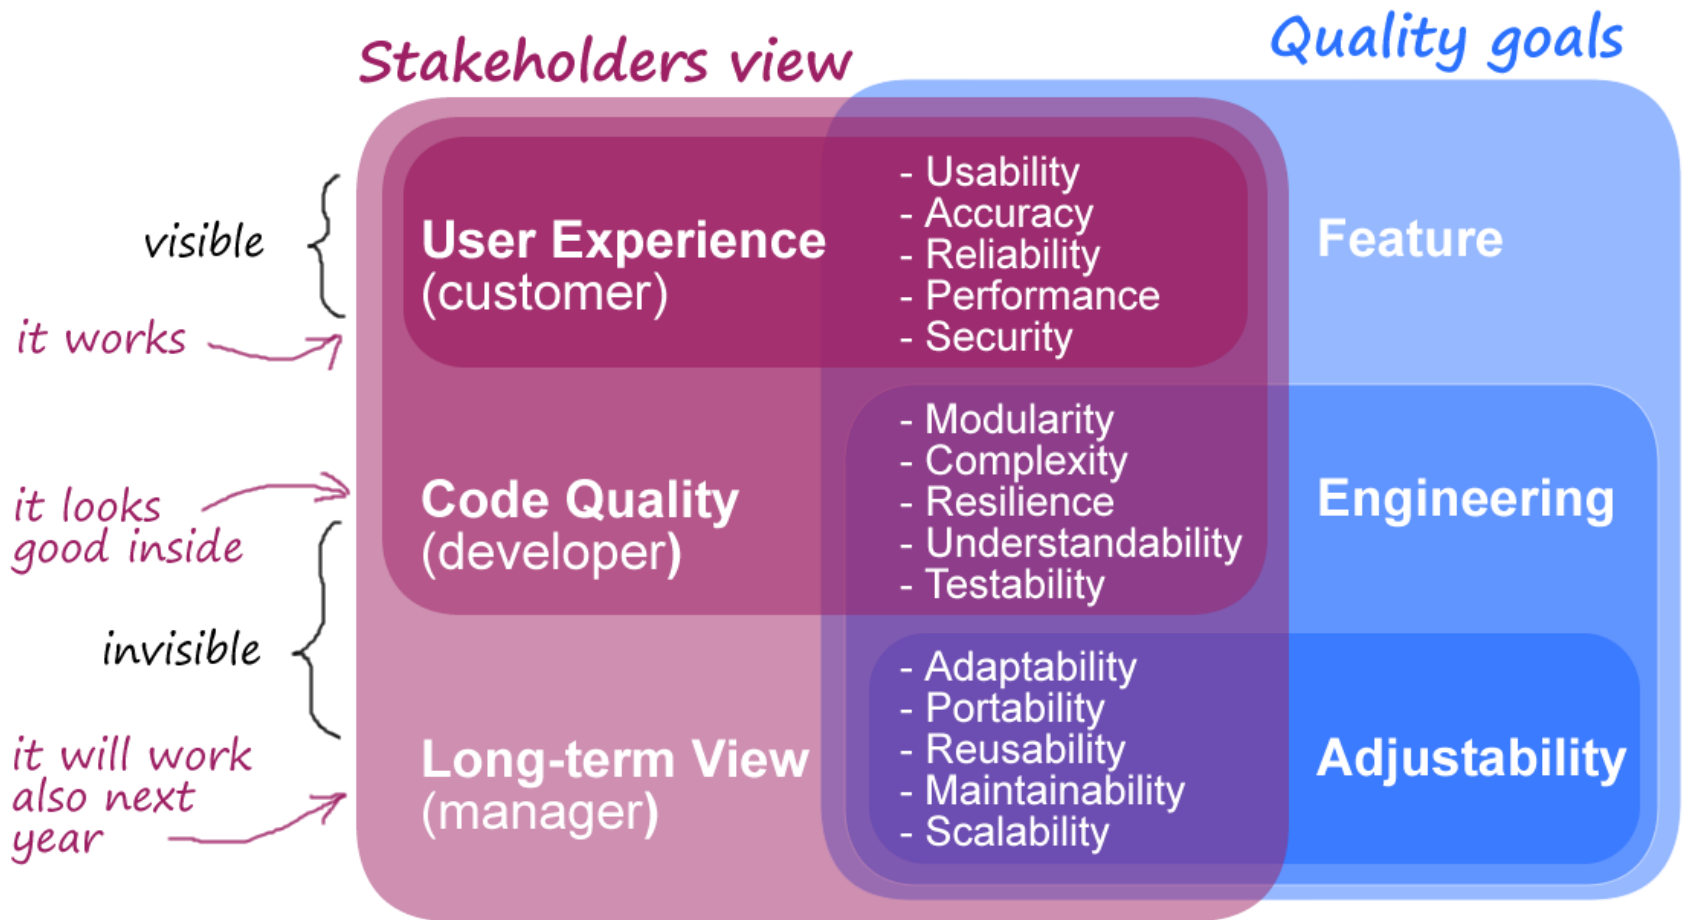 Stakeholders view
Quality goals
visible
it works
it looks
good inside
invisible
it will work
also next
year
User Experience
(customer)
- Usability
- Accuracy
- Reliability
- Performance
- Security
Feature
Code Quality
(developer)
- Modularity
- Complexity
- Resilience
- Understandability
- Testability
Engineering
Long-term View
(manager)
- Adaptability
- Portability
- Reusability
- Maintainability
- Scalability
Adjustability